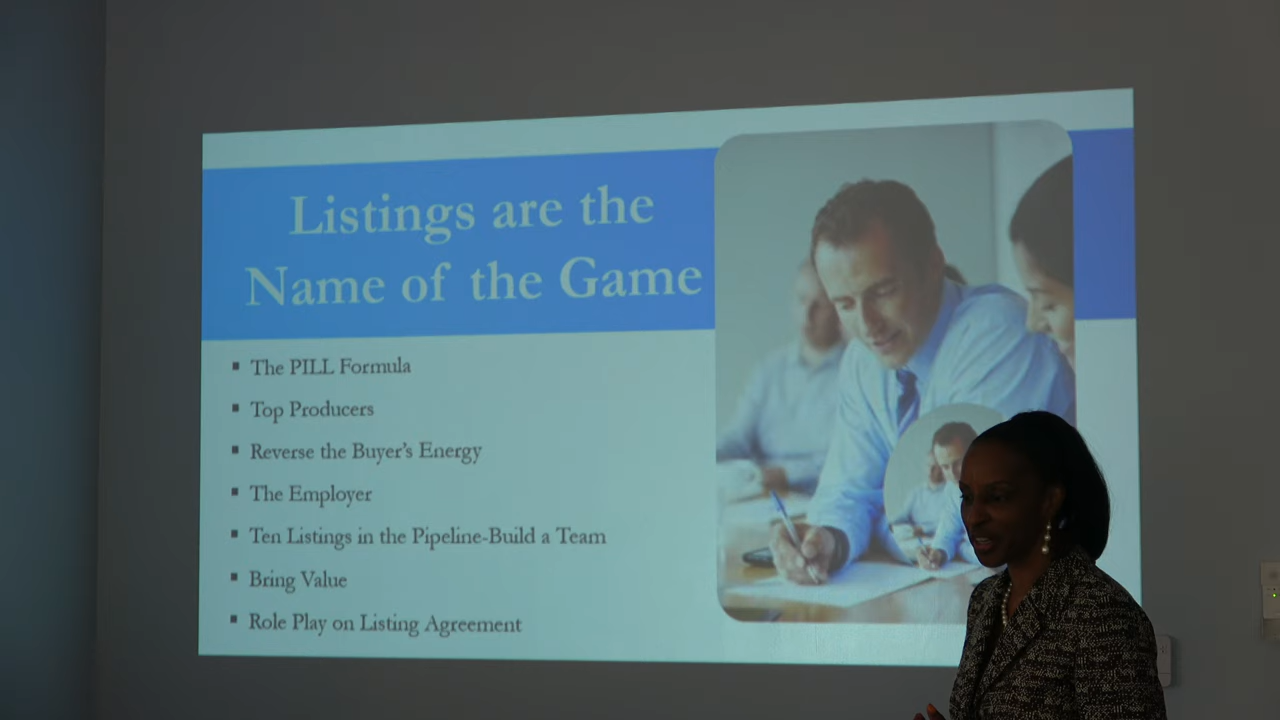 Listings are the
Name of the Game
The PILL Formula
Top Producers
Reverse the Buyer's Energy
The Employer
Ten Listings in the Pipeline-Build a Team
Bring Value
Role Play on Listing Agreement